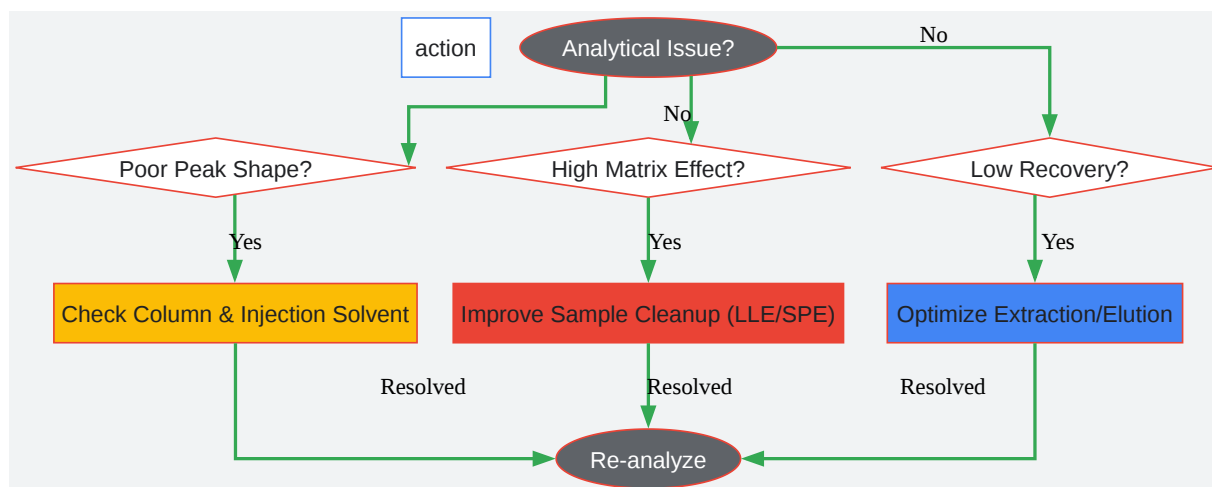 action
Analytical Issue?
No
No
Poor Peak Shape?
High Matrix Effect?
Low Recovery?
Yes
Yes
Yes
Check Column & Injection Solvent
Improve Sample Cleanup (LLE/SPE)
Optimize Extraction/Elution
Resolved
Resolved
Resolved
Re-analyze